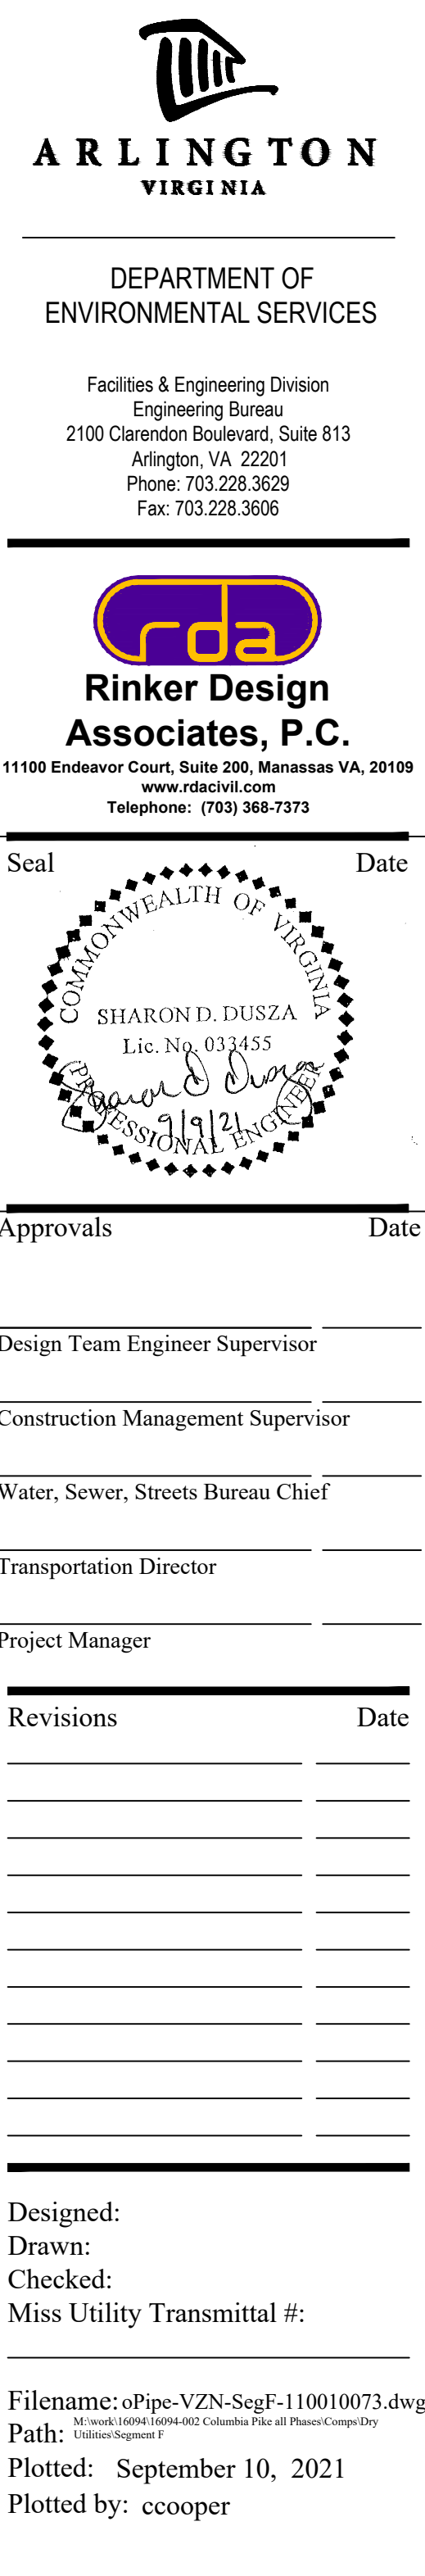 ARLINGTON
VIRGINIA
DEPARTMENT OF
ENVIRONMENTAL SERVICES
Facilities & Engineering Division
Engineering Bureau
2100 Clarendon Boulevard, Suite 813
Arlington, VA 22201
Phone: 703.228.3629
Fax: 703.228.3606
rda
Rinker Design
Associates, P.C.
11100 Endeavor Court, Suite 200, Manassas VA, 20109
www.rdacivil.com
Telephone: (703) 368-7373
Seal Date
COMMONWEALTH OF VIRGINIA
SHARON D. DUSZA
Lic. No. 033455
Sharon D Dusza
9/9/21
PROFESSIONAL ENGINEER
Approvals Date
Design Team Engineer Supervisor
Construction Management Supervisor
Water, Sewer, Streets Bureau Chief
Transportation Director
Project Manager
Revisions Date
Designed:
Drawn:
Checked:
Miss Utility Transmittal #:
Filename: oPipe-VZN-SegF-110010073.dwg
Path: M:\work\16094\16094-002 Columbia Pike all Phases\Comps\Dry
Utilities\Segment F
Plotted: September 10, 2021
Plotted by: ccooper